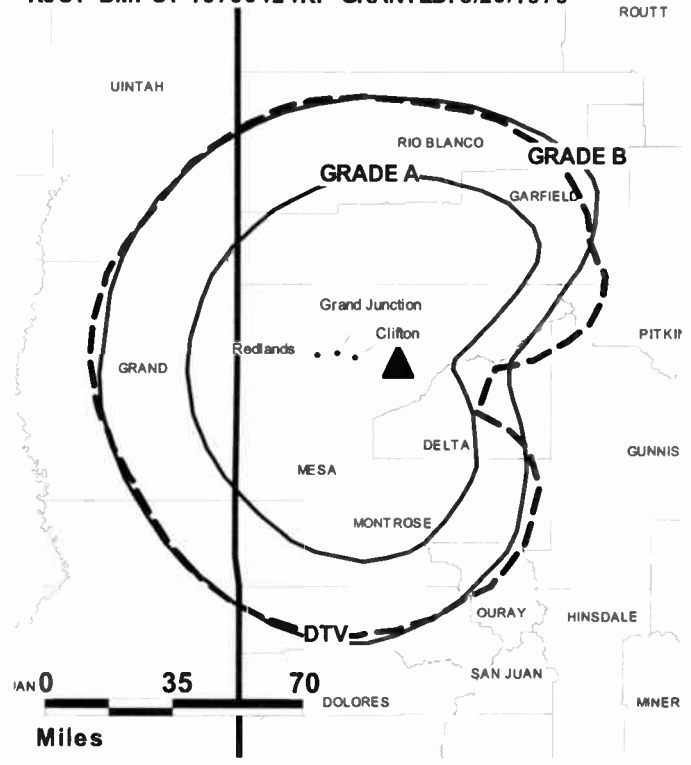 ROUTT
UINTAH
RIO BLANCO
GRADE B
GRADE A
GARFIELD
Grand Junction
Clifton
Redlands
GRAND
DELTA
GUNNIS
MESA
MONTROSE
OURAY
HINSDALE
DTV
SAN JUAN
0 35 70
DOLORES
MINER
Miles